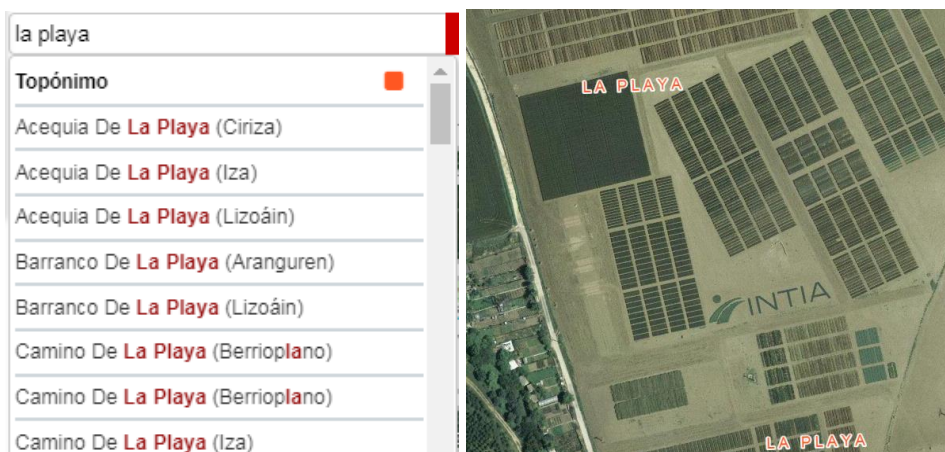 la playa
Topónimo
Acequia De La Playa (Ciriza)
Acequia De La Playa (Iza)
Acequia De La Playa (Lizoáin)
Barranco De La Playa (Aranguren)
Barranco De La Playa (Lizoáin)
Camino De La Playa (Berrioplano)
Camino De La Playa (Berrioplano)
Camino De La Playa (Iza)
LA PLAYA
INTIA
LA PLAYA